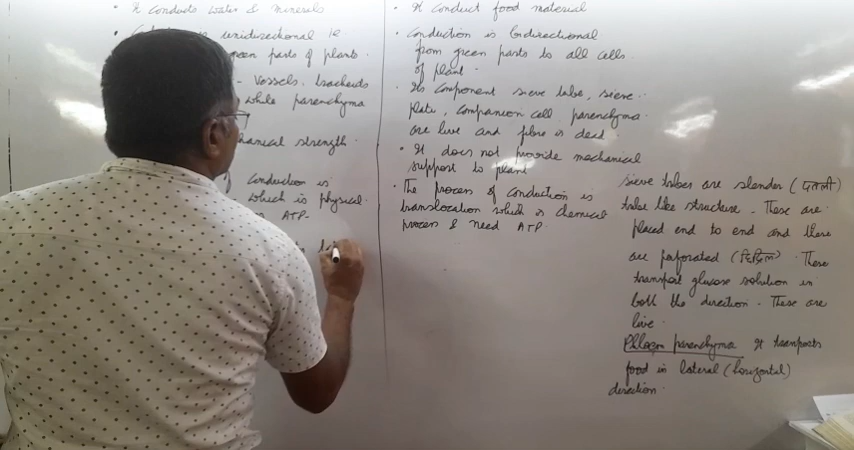 • It conducts water & minerals
is unidirectional ie
green parts of plants.
- Vessels, tracheids
while parenchyma
mechanical strength.
conduction is
which is physical
ATP-
• It conduct food material
• Conduction is bidirectional
from green parts to all cells
of plant -
• Its component sieve tube, sieve
plate, companion cell parenchyma
are live and fibre is dead
• It does not provide mechanical
support to plant
• The process of conduction is
translocation which is chemical
process & need ATP.
sieve tubes are slender (पतली)
tube like structure. These are
placed end to end and these
are perforated (छिद्रित). These
transport glucose solution in
both the direction. These are
live.
Phloem parenchyma It transports
food in lateral (horizontal)
direction.